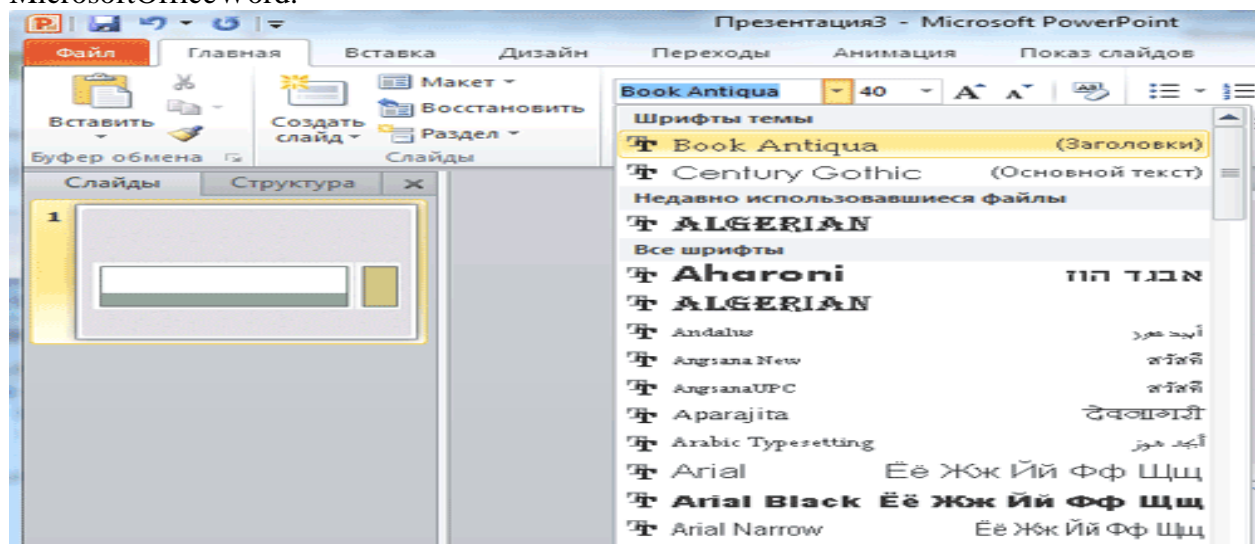 MicrosoftOfficeWord.
Презентация3 - Microsoft PowerPoint
Файл Главная Вставка Дизайн Переходы Анимация Показ слайдов
Вставить
Создать слайд
Макет
Восстановить
Раздел
Буфер обмена
Слайды
Book Antiqua 40
Слайды Структура
1
Шрифты темы
Book Antiqua (Заголовки)
Century Gothic (Основной текст)
Недавно использовавшиеся файлы
ALGERIAN
Все шрифты
Aharoni אבגד הוז
ALGERIAN
Andalus أبجد هوز
Angsana New สวัสดี
AngsanaUPC สวัสดี
Aparajita देवनागरी
Arabic Typesetting أبجد هوز
Arial Ёё Жж Йй Фф Щщ
Arial Black Ёё Жж Йй Фф Щщ
Arial Narrow Ёё Жж Йй Фф Щщ